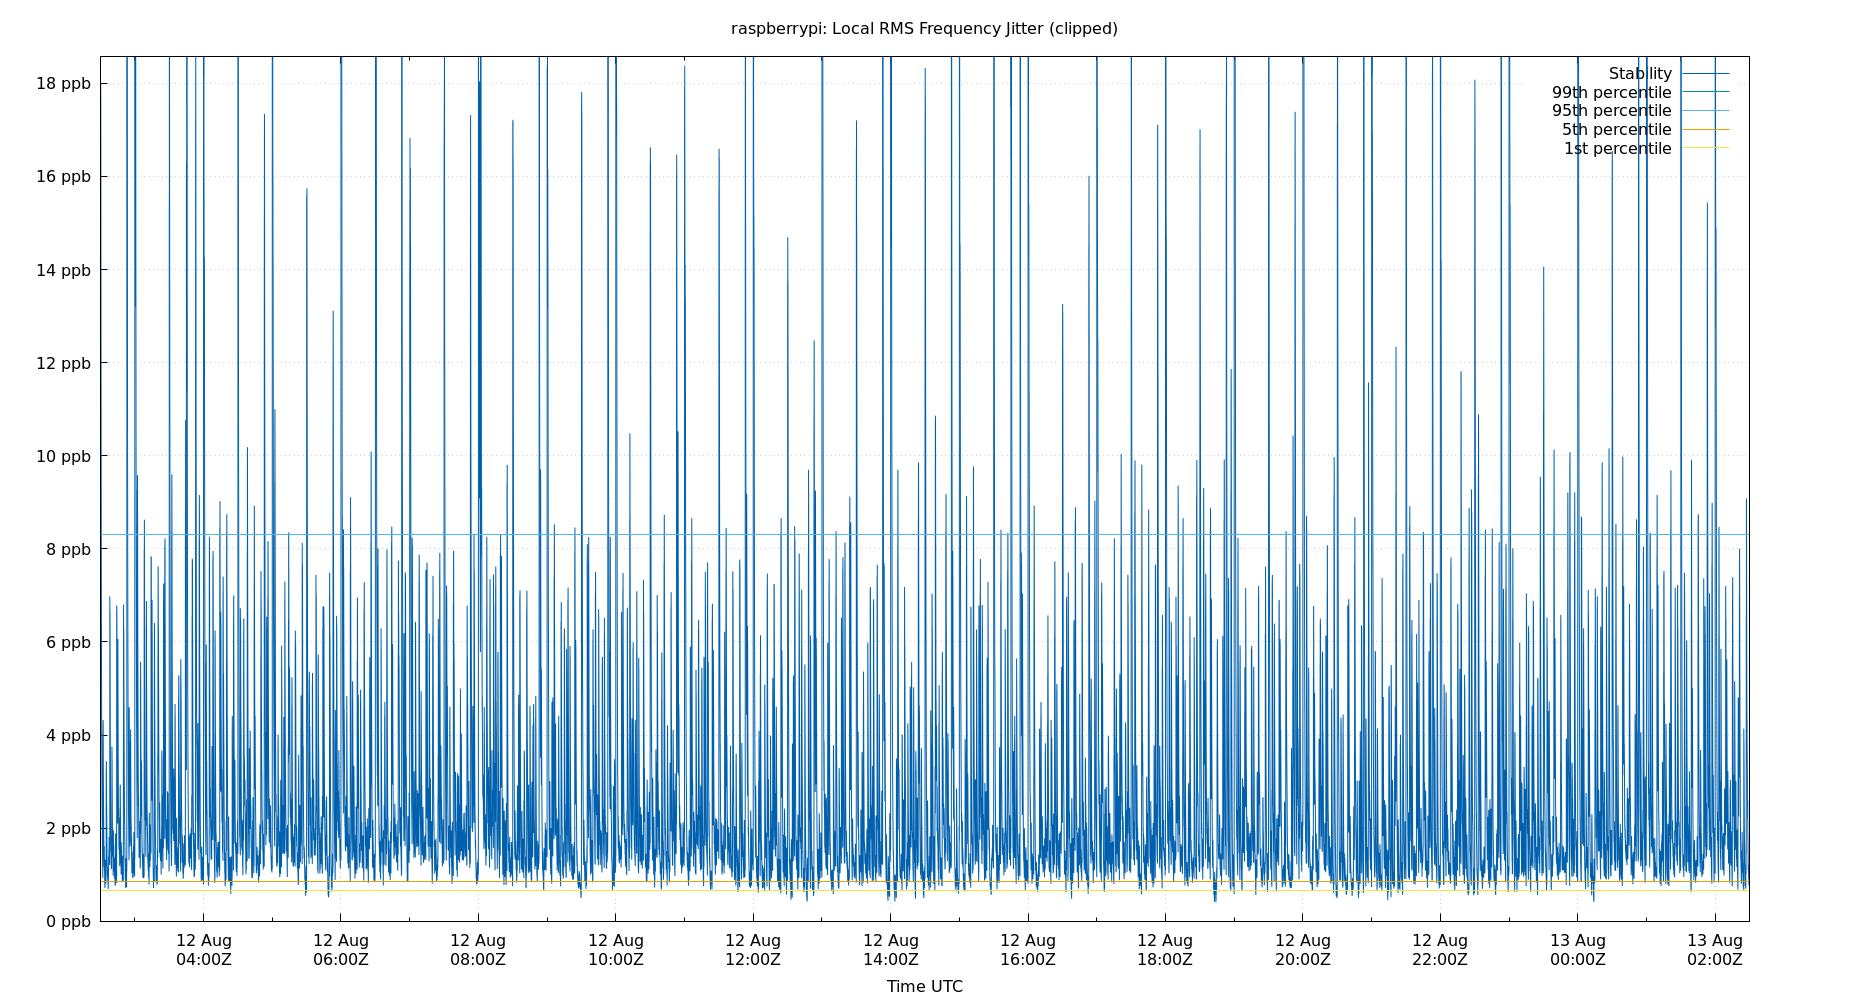 raspberrypi: Local RMS Frequency Jitter (clipped)
18 ppb
16 ppb
14 ppb
12 ppb
10 ppb
8 ppb
6 ppb
4 ppb
2 ppb
0 ppb
Stability
99th percentile
95th percentile
5th percentile
1st percentile
12 Aug
04:00Z
12 Aug
06:00Z
12 Aug
08:00Z
12 Aug
10:00Z
12 Aug
12:00Z
12 Aug
14:00Z
12 Aug
16:00Z
12 Aug
18:00Z
12 Aug
20:00Z
12 Aug
22:00Z
13 Aug
00:00Z
13 Aug
02:00Z
Time UTC